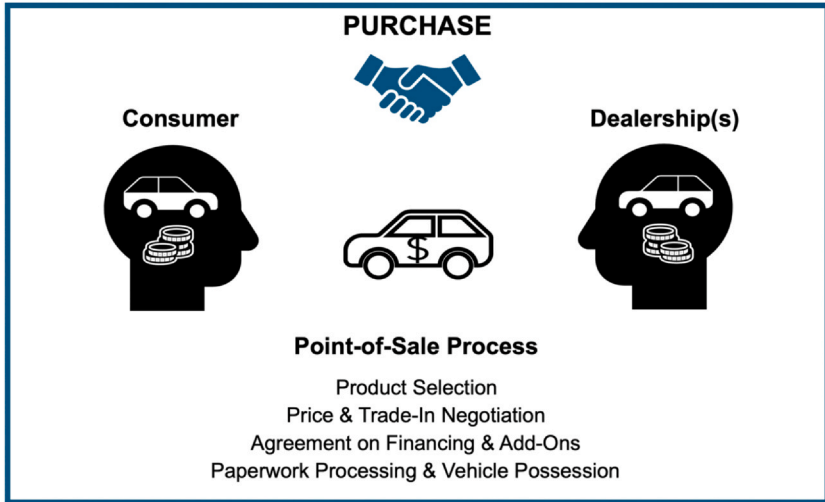 PURCHASE
Consumer
Dealership(s)
$
Point-of-Sale Process
Product Selection
Price & Trade-In Negotiation
Agreement on Financing & Add-Ons
Paperwork Processing & Vehicle Possession